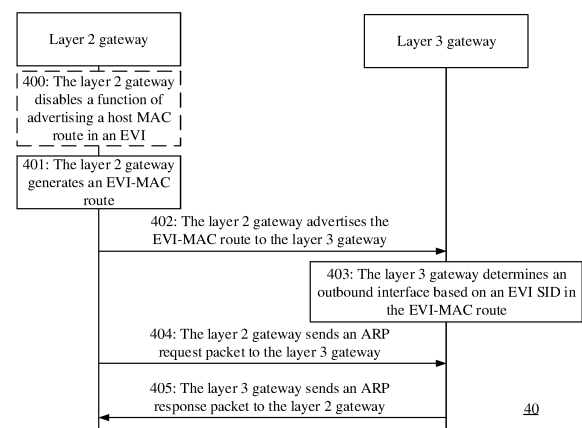 Layer 2 gateway
Layer 3 gateway
400: The layer 2 gateway
disables a function of
advertising a host MAC
route in an EVI
401: The layer 2 gateway
generates an EVI-MAC
route
402: The layer 2 gateway advertises the
EVI-MAC route to the layer 3 gateway
403: The layer 3 gateway determines an
outbound interface based on an EVI SID in
the EVI-MAC route
404: The layer 2 gateway sends an ARP
request packet to the layer 3 gateway
405: The layer 3 gateway sends an ARP
response packet to the layer 2 gateway
40